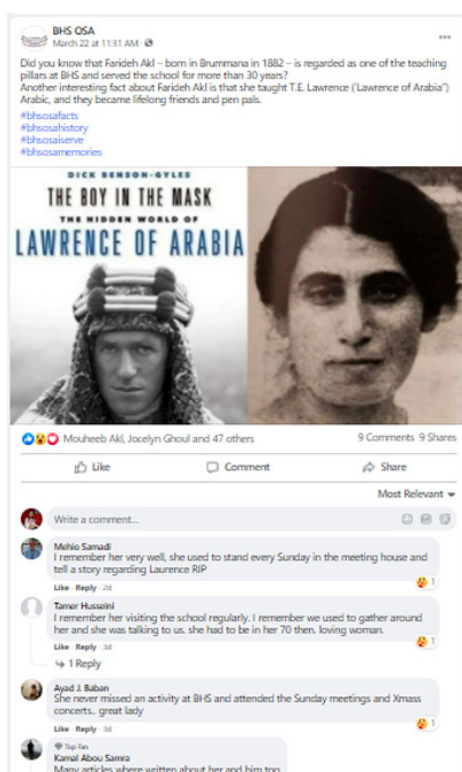 BHS OSA
March 22 at 11:31 AM
Did you know that Farideh Akl – born in Brummana in 1882 – is regarded as one of the teaching
pillars at BHS and served the school for more than 30 years?
Another interesting fact about Farideh Akl is that she taught T.E. Lawrence ('Lawrence of Arabia")
Arabic, and they became lifelong friends and pen pals.
#bhsosafacts
#bhsosahistory
#bhsosaiserve
#bhsosamemories
DICK BENSON-GYLES
THE BOY IN THE MASK
THE HIDDEN WORLD OF
LAWRENCE OF ARABIA
Mouheeb Akl, Jocelyn Ghoul and 47 others
9 Comments 9 Shares
Like
Comment
Share
Most Relevant
Write a comment...
Mehio Samadi
I remember her very well, she used to stand every Sunday in the meeting house and
tell a story regarding Laurence RIP
1
Like · Reply · 2d
Tamer Husseini
I remember her visiting the school regularly. I remember we used to gather around
her and she was talking to us. she had to be in her 70 then. loving woman.
1
Like · Reply · 3d
1 Reply
Ayad J. Baban
She never missed an activity at BHS and attended the Sunday meetings and Xmass
concerts.. great lady
1
Like · Reply · 3d
Top Fan
Kamal Abou Samra
Many articles where written about her and him too